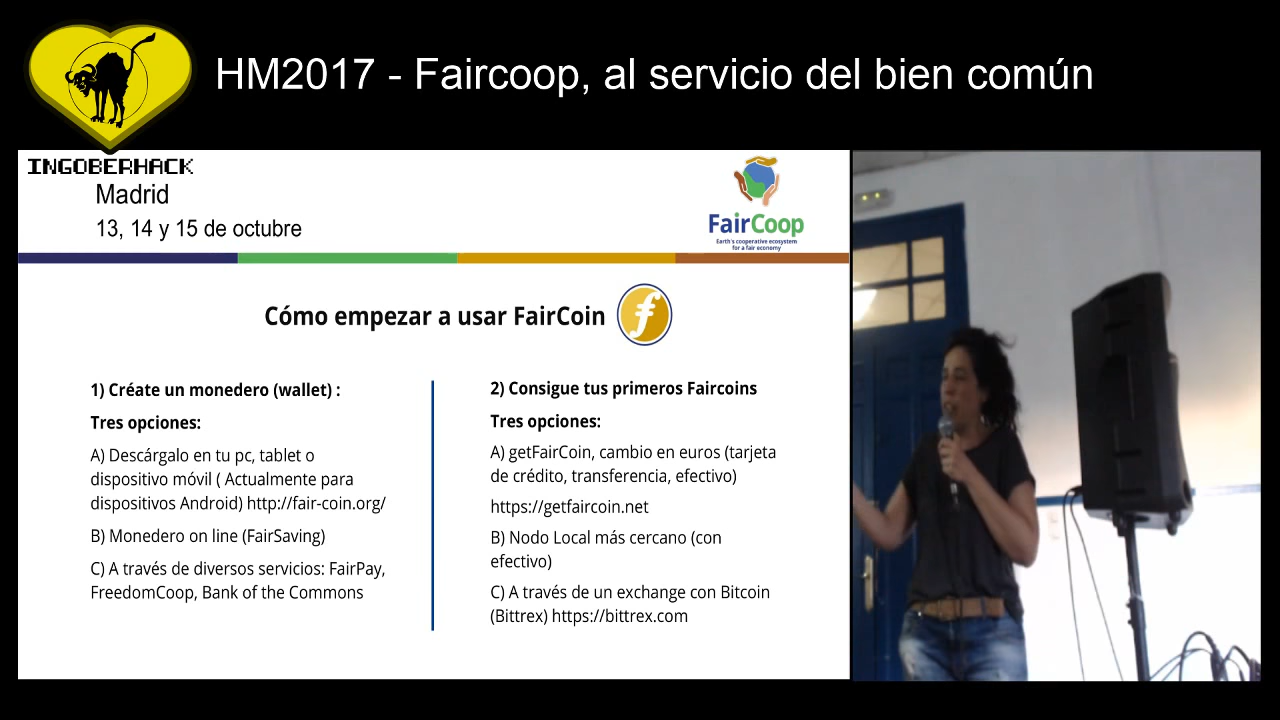 HM2017 - Faircoop, al servicio del bien común
INGOBERHACK
Madrid
13, 14 y 15 de octubre
FairCoop
Earth's cooperative ecosystem
for a fair economy
Cómo empezar a usar FairCoin
1) Créate un monedero (wallet) :
Tres opciones:
A) Descárgalo en tu pc, tablet o
dispositivo móvil ( Actualmente para
dispositivos Android) http://fair-coin.org/
B) Monedero on line (FairSaving)
C) A través de diversos servicios: FairPay,
FreedomCoop, Bank of the Commons
2) Consigue tus primeros Faircoins
Tres opciones:
A) getFairCoin, cambio en euros (tarjeta
de crédito, transferencia, efectivo)
https://getfaircoin.net
B) Nodo Local más cercano (con
efectivo)
C) A través de un exchange con Bitcoin
(Bittrex) https://bittrex.com